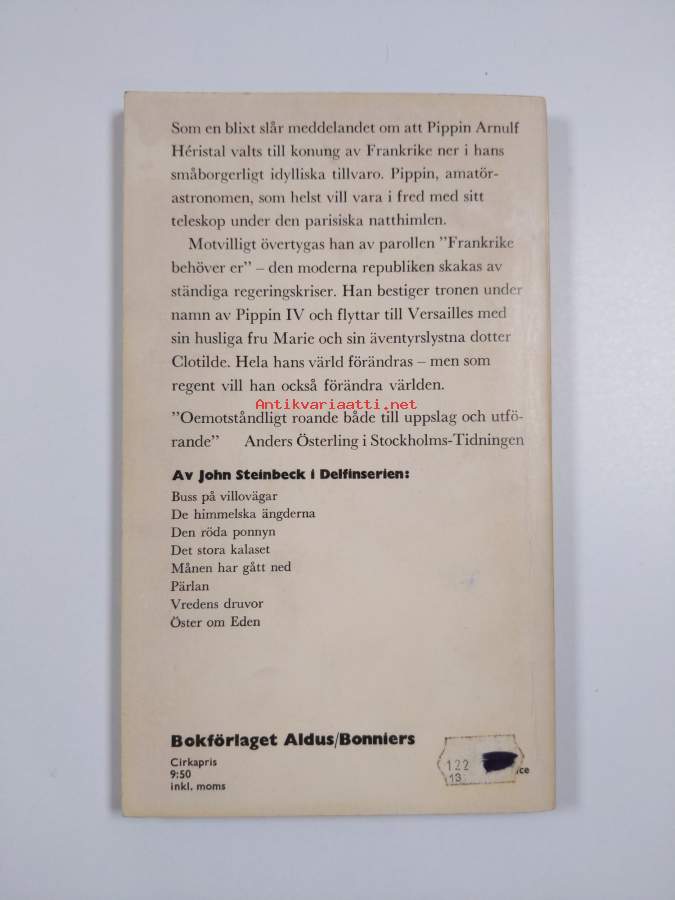 Som en blixt slår meddelandet om att Pippin Arnulf
Héristal valts till konung av Frankrike ner i hans
småborgerligt idylliska tillvaro. Pippin, amatör-
astronomen, som helst vill vara i fred med sitt
teleskop under den parisiska natthimlen.
Motvilligt övertygas han av parollen ”Frankrike
behöver er” – den moderna republiken skakas av
ständiga regeringskriser. Han bestiger tronen under
namn av Pippin IV och flyttar till Versailles med
sin husliga fru Marie och sin äventyrslystna dotter
Clotilde. Hela hans värld förändras – men som
regent vill han också förändra världen.
Antikvariaatti.net
”Oemotståndligt roande både till uppslag och utfö-
rande” Anders Österling i Stockholms-Tidningen
Av John Steinbeck i Delfinserien:
Buss på villovägar
De himmelska ängderna
Den röda ponnyn
Det stora kalaset
Månen har gått ned
Pärlan
Vredens druvor
Öster om Eden
Bokförlaget Aldus/Bonniers
Cirkapris
9:50
inkl. moms
122
13